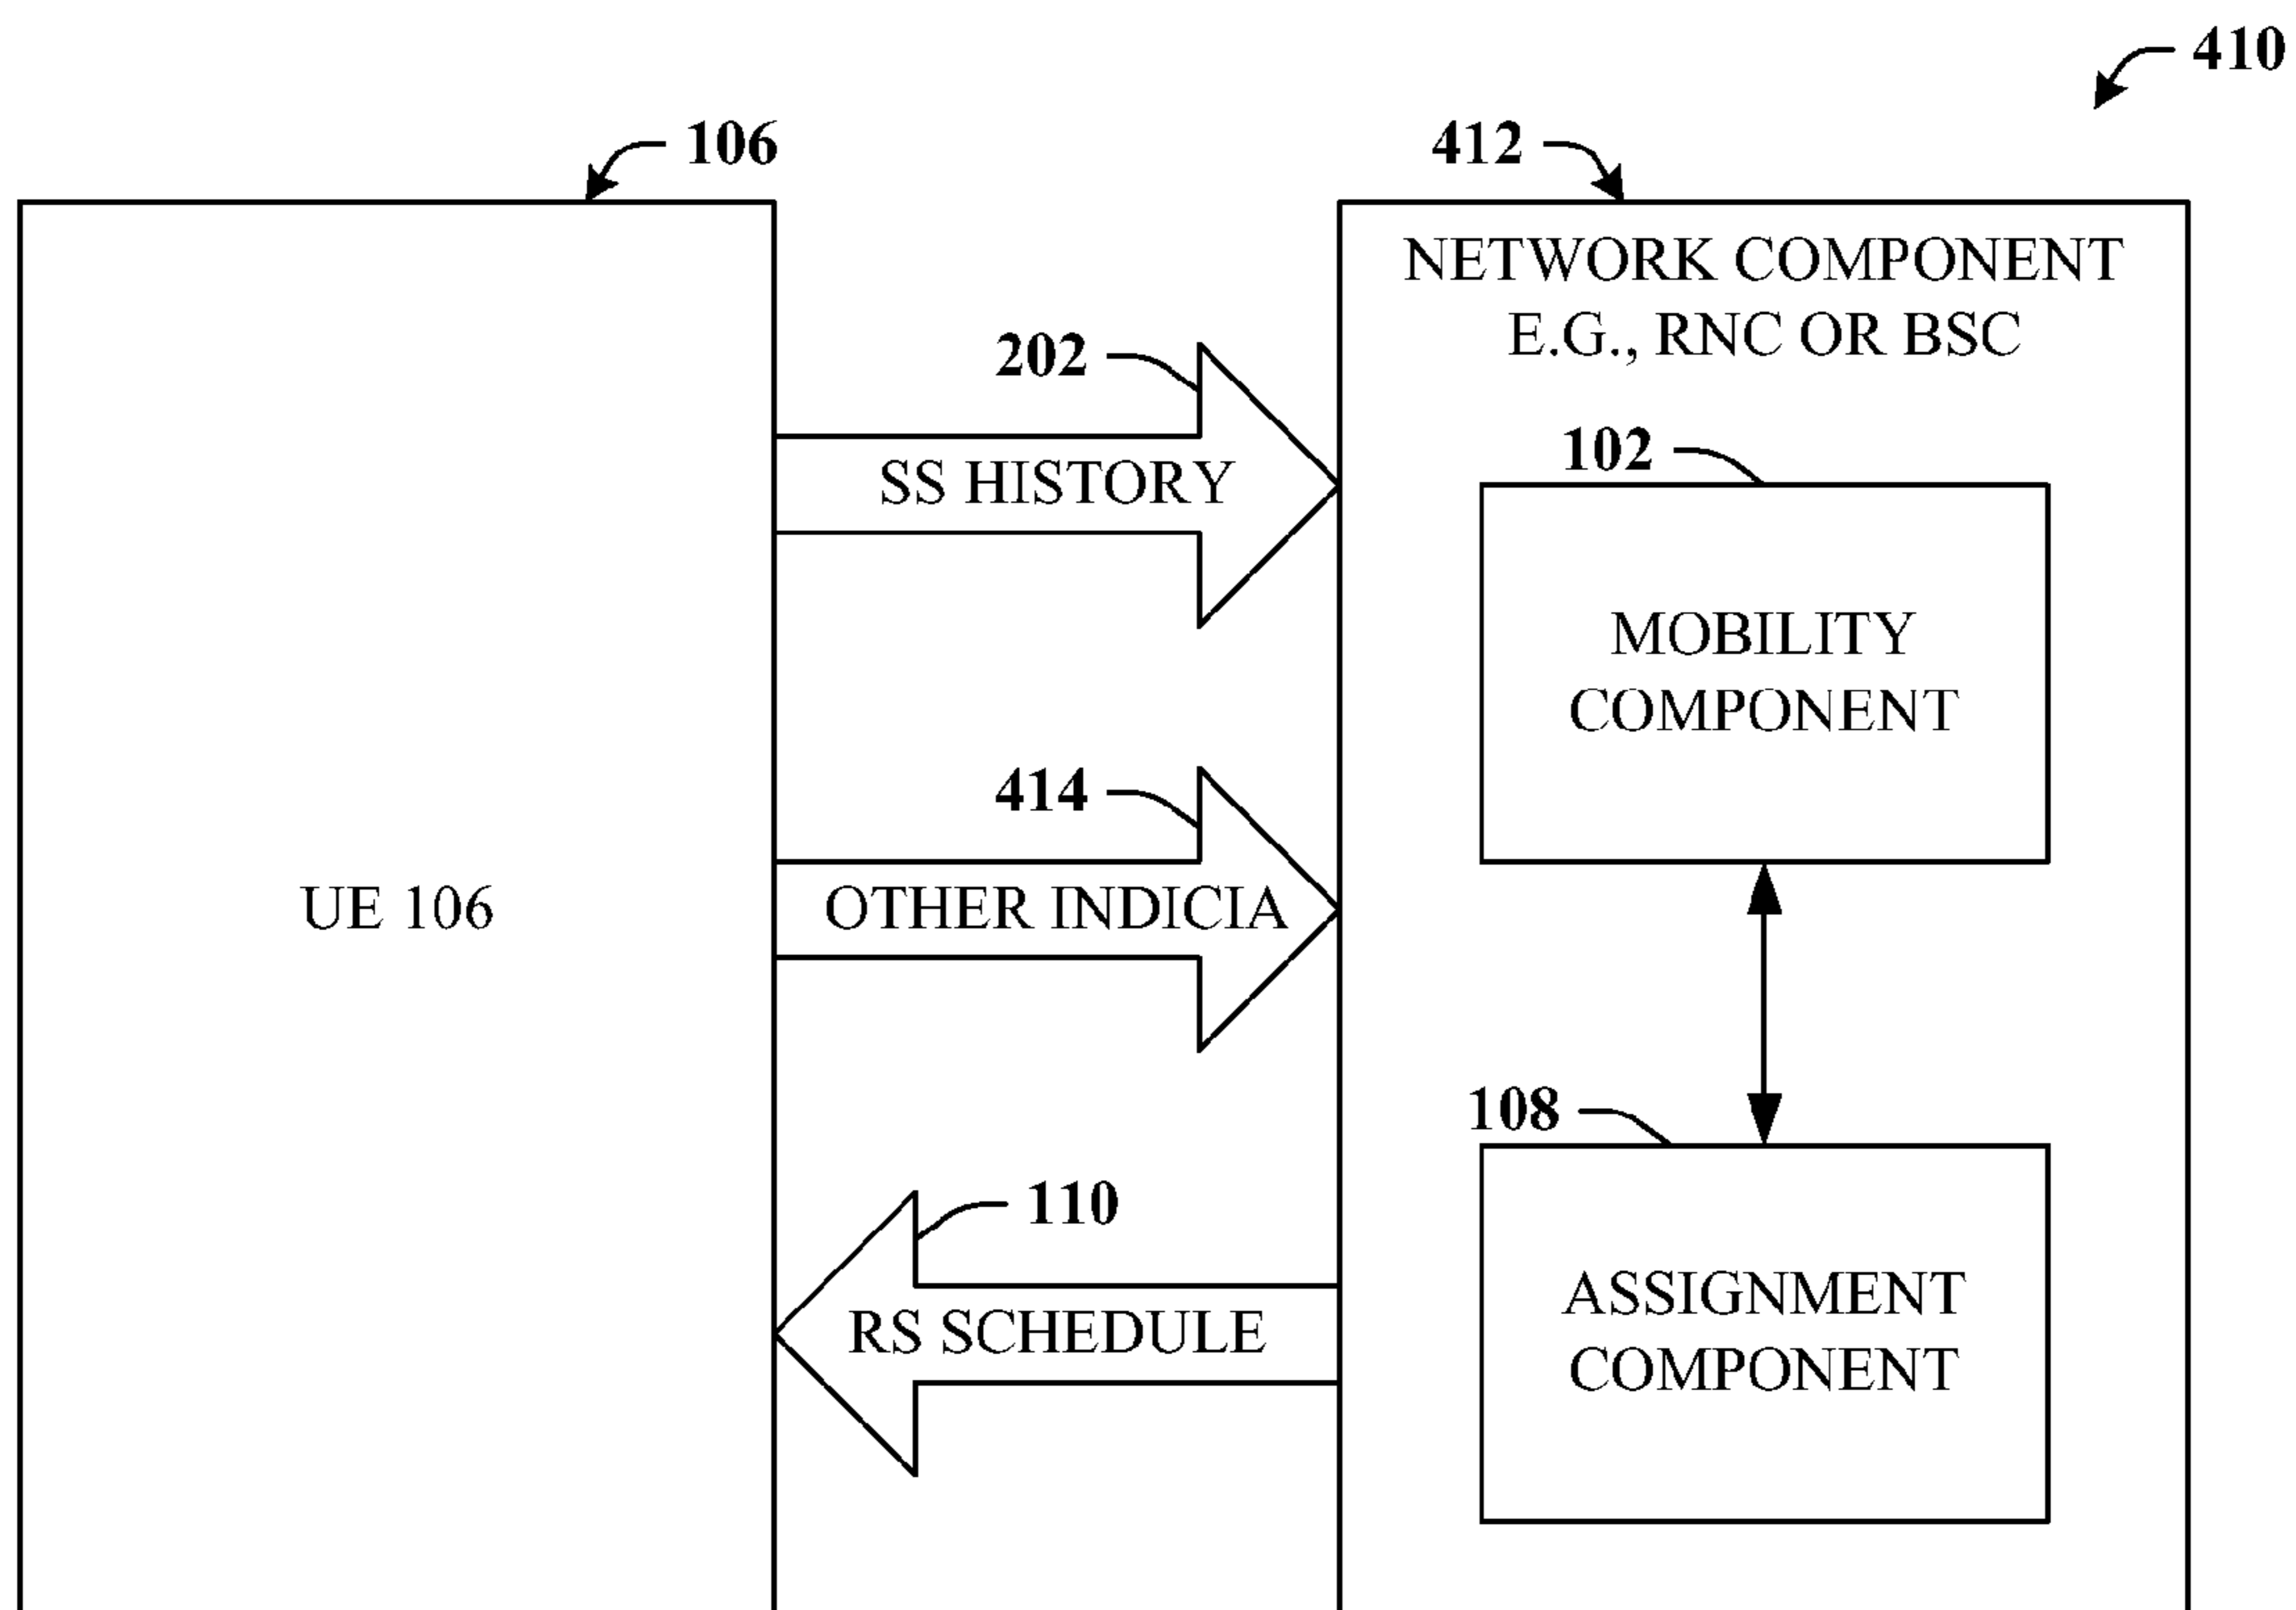 410
106
412
NETWORK COMPONENT
E.G., RNC OR BSC
202
102
SS HISTORY
MOBILITY
COMPONENT
414
UE 106
OTHER INDICIA
108
110
RS SCHEDULE
ASSIGNMENT
COMPONENT